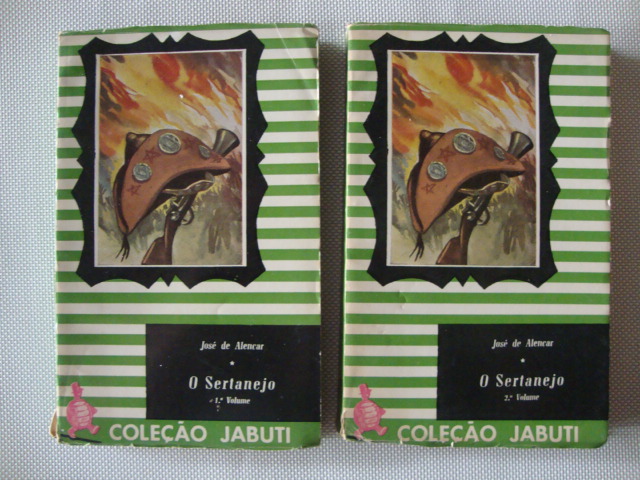 José de Alencar
O Sertanejo
1.º Volume
COLEÇÃO JABUTI
José de Alencar
O Sertanejo
2.º Volume
COLEÇÃO JABUTI